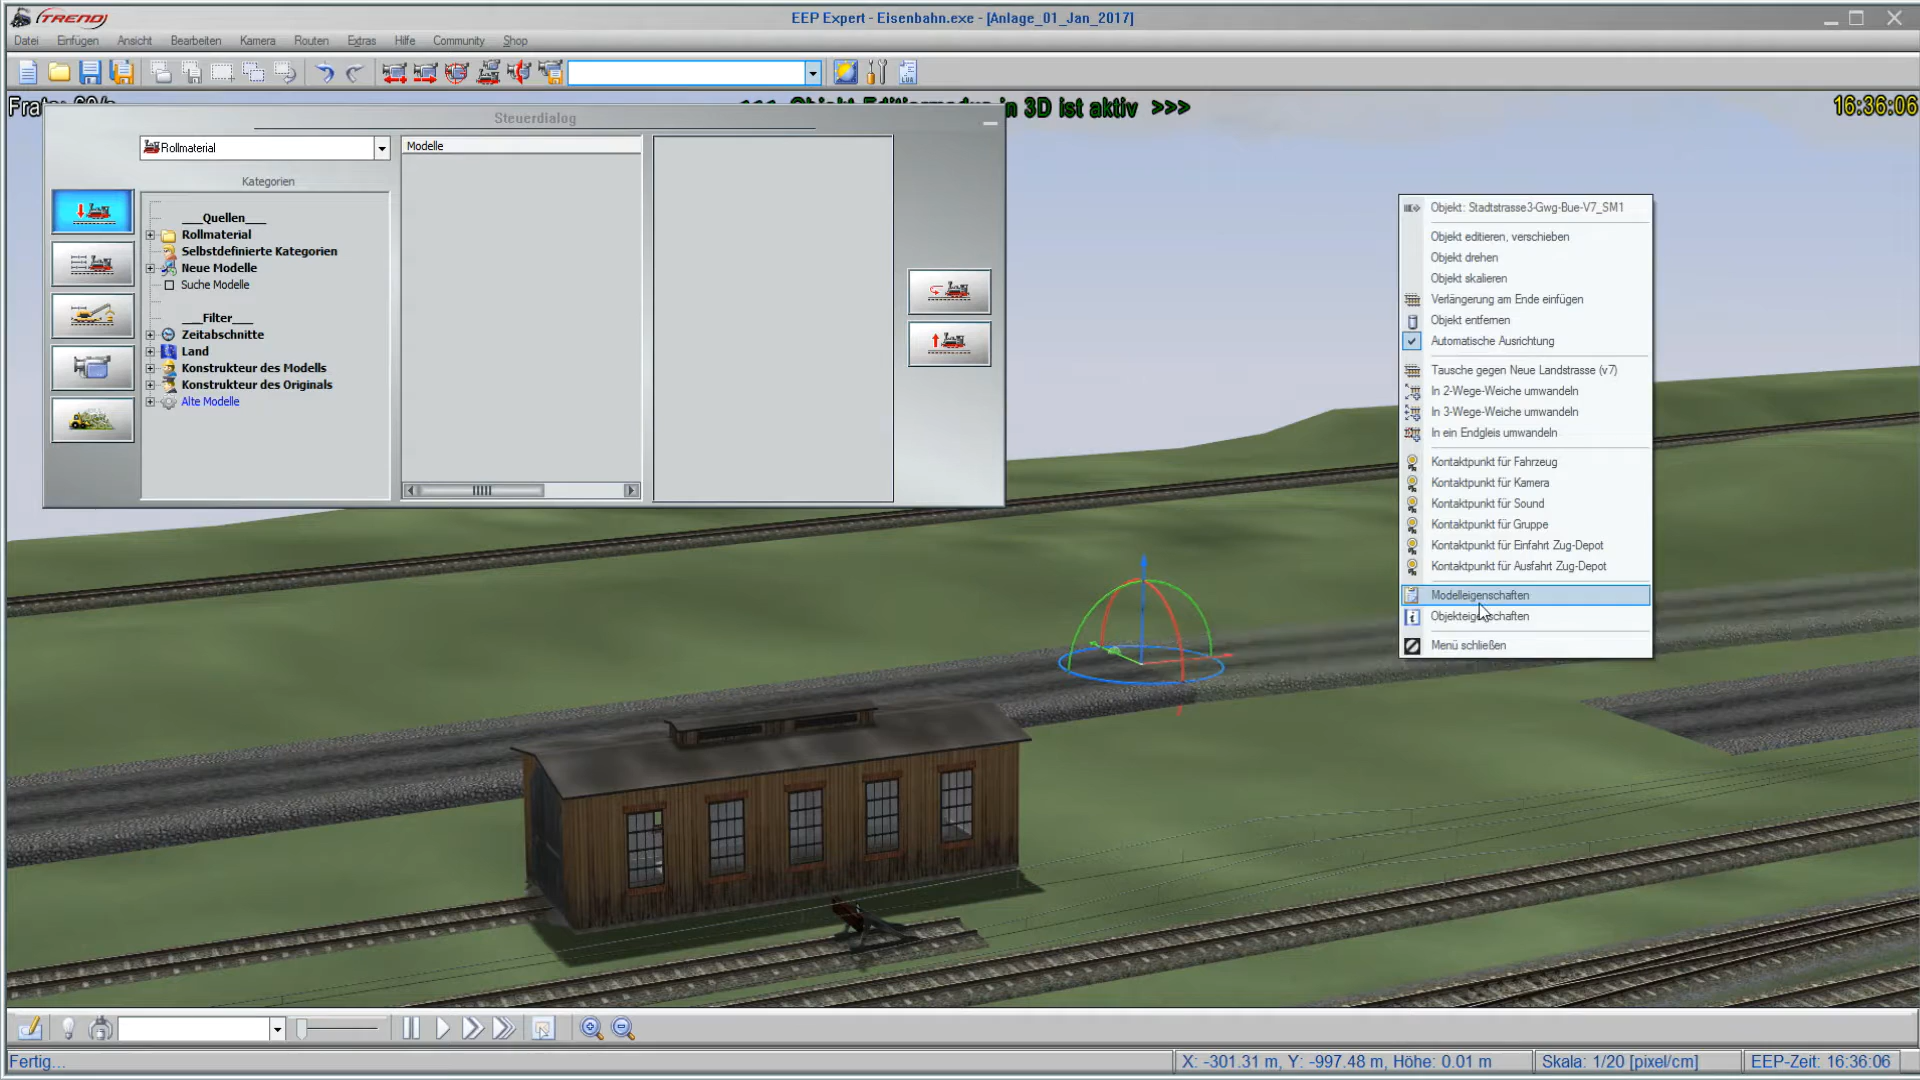 TREND
EEP Expert - Eisenbahn.exe - [Anlage_01_Jan_2017]
Datei Einfügen Ansicht Bearbeiten Kamera Routen Extras Hilfe Community Shop
in 3D ist aktiv >>>
16:36:06
Steuerdialog
Rollmaterial
Kategorien
___Quellen___
Rollmaterial
Selbstdefinierte Kategorien
Neue Modelle
Suche Modelle
___Filter___
Zeitabschnitte
Land
Konstrukteur des Modells
Konstrukteur des Originals
Alte Modelle
Modelle
Objekt: Stadtstrasse3-Gwg-Bue-V7_SM1
Objekt editieren, verschieben
Objekt drehen
Objekt skalieren
Verlängerung am Ende einfügen
Objekt entfernen
Automatische Ausrichtung
Tausche gegen Neue Landstrasse (v7)
In 2-Wege-Weiche umwandeln
In 3-Wege-Weiche umwandeln
In ein Endgleis umwandeln
Kontaktpunkt für Fahrzeug
Kontaktpunkt für Kamera
Kontaktpunkt für Sound
Kontaktpunkt für Gruppe
Kontaktpunkt für Einfahrt Zug-Depot
Kontaktpunkt für Ausfahrt Zug-Depot
Modelleigenschaften
Objekteigenschaften
Menü schließen
Fertig...
X: -301.31 m, Y: -997.48 m, Höhe: 0.01 m
Skala: 1/20 [pixel/cm]
EEP-Zeit: 16:36:06